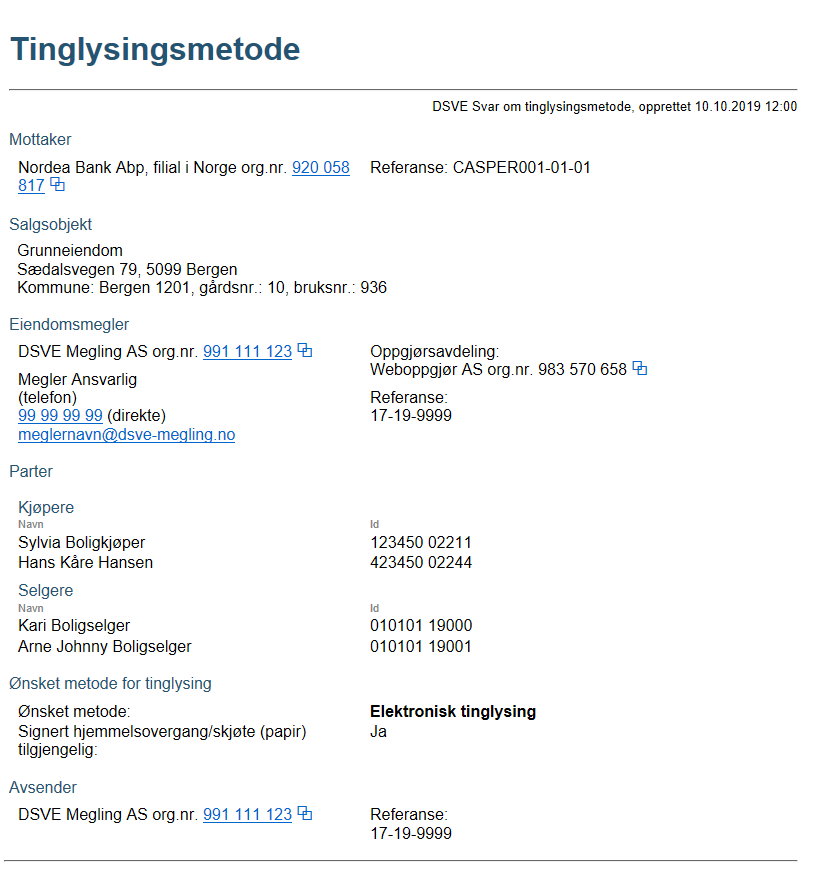 Tinglysingsmetode
DSVE Svar om tinglysingsmetode, opprettet 10.10.2019 12:00
Mottaker
Nordea Bank Abp, filial i Norge org.nr. 920 058
817
Referanse: CASPER001-01-01
Salgsobjekt
Grunneiendom
Sædalsvegen 79, 5099 Bergen
Kommune: Bergen 1201, gårdsnr.: 10, bruksnr.: 936
Eiendomsmegler
DSVE Megling AS org.nr. 991 111 123
Megler Ansvarlig
(telefon)
99 99 99 99 (direkte)
meglernavn@dsve-megling.no
Oppgjørsavdeling:
Weboppgjør AS org.nr. 983 570 658
Referanse:
17-19-9999
Parter
Kjøpere
Navn Id
Sylvia Boligkjøper 123450 02211
Hans Kåre Hansen 423450 02244
Selgere
Navn Id
Kari Boligselger 010101 19000
Arne Johnny Boligselger 010101 19001
Ønsket metode for tinglysing
Ønsket metode: Elektronisk tinglysing
Signert hjemmelsovergang/skjøte (papir) Ja
tilgjengelig:
Avsender
DSVE Megling AS org.nr. 991 111 123
Referanse:
17-19-9999